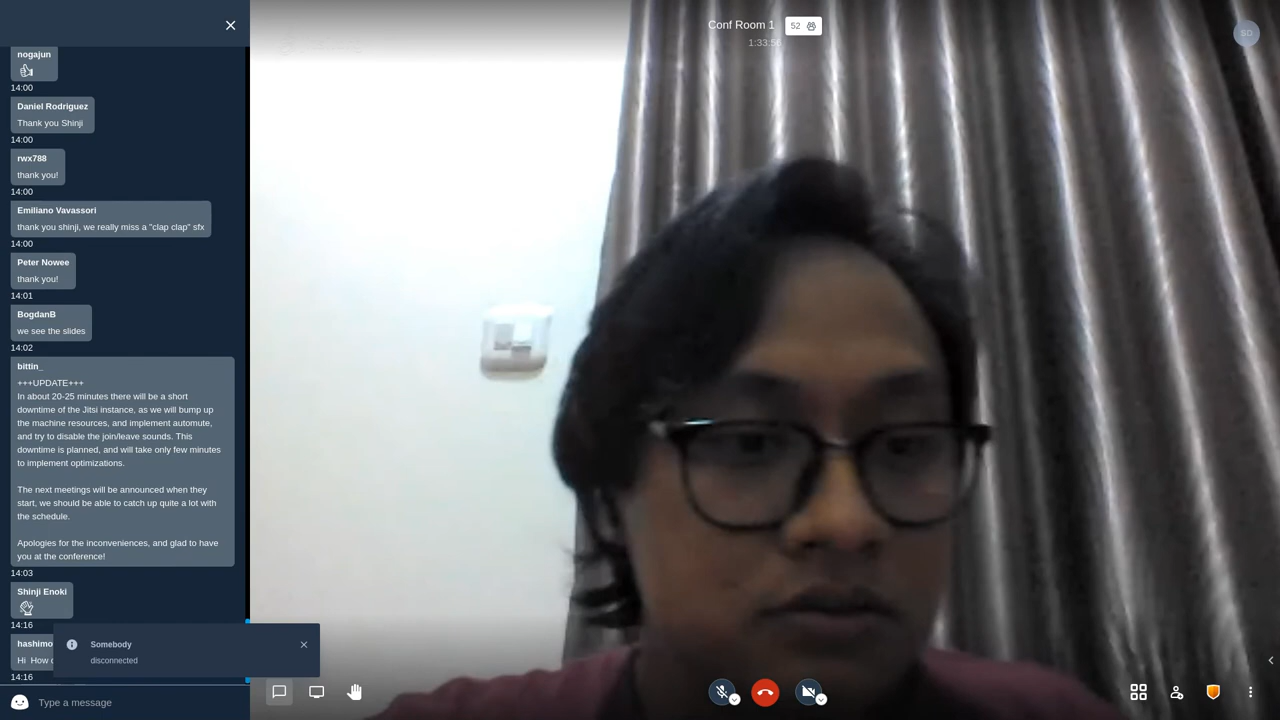 Conf Room 1
52
1:33:56
SD
nogajun
14:00
Daniel Rodriguez
Thank you Shinji
14:00
rwx788
thank you!
14:00
Emiliano Vavassori
thank you shinji, we really miss a "clap clap" sfx
14:00
Peter Nowee
thank you!
14:01
BogdanB
we see the slides
14:02
bittin_
+++UPDATE+++
In about 20-25 minutes there will be a short
downtime of the Jitsi instance, as we will bump up
the machine resources, and implement automute,
and try to disable the join/leave sounds. This
downtime is planned, and will take only few minutes
to implement optimizations.
The next meetings will be announced when they
start, we should be able to catch up quite a lot with
the schedule.
Apologies for the inconveniences, and glad to have
you at the conference!
14:03
Shinji Enoki
14:16
hashimo
Hi How
14:16
Somebody
disconnected
Type a message